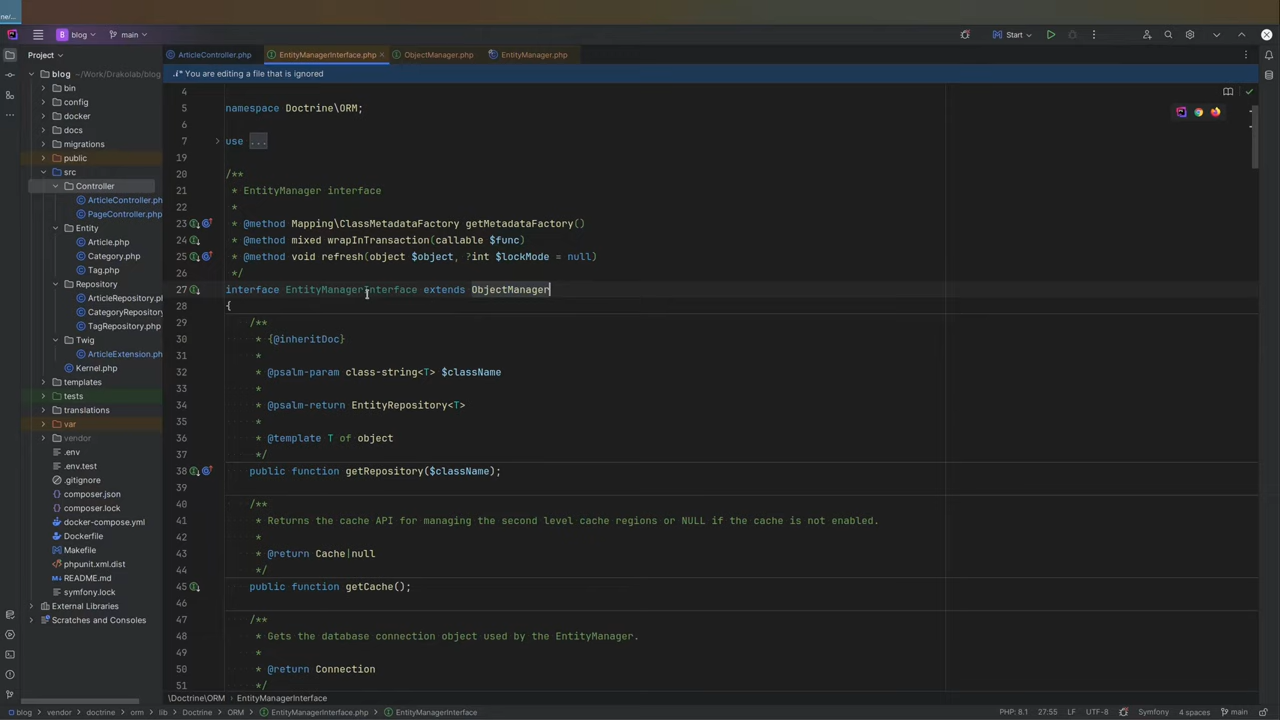 ne/...
B blog main Start
Project
ArticleController.php EntityManagerInterface.php ObjectManager.php EntityManager.php
You are editing a file that is ignored
blog ~/Work/Drakolab/blog
bin
config
docker
docs
migrations
public
src
Controller
ArticleController.ph
PageController.ph
Entity
Article.php
Category.php
Tag.php
Repository
ArticleRepository.p
CategoryRepository
TagRepository.php
Twig
ArticleExtension.ph
Kernel.php
templates
tests
translations
var
vendor
.env
.env.test
.gitignore
composer.json
composer.lock
docker-compose.yml
Dockerfile
Makefile
phpunit.xml.dist
README.md
symfony.lock
External Libraries
Scratches and Consoles
4
5 namespace Doctrine\ORM;
6
7 use ...
19
20 /**
21 * EntityManager interface
22 *
23 * @method Mapping\ClassMetadataFactory getMetadataFactory()
24 * @method mixed wrapInTransaction(callable $func)
25 * @method void refresh(object $object, ?int $lockMode = null)
26 */
27 interface EntityManagerInterface extends ObjectManager
28 {
29 /**
30 * {@inheritDoc}
31 *
32 * @psalm-param class-string<T> $className
33 *
34 * @psalm-return EntityRepository<T>
35 *
36 * @template T of object
37 */
38 public function getRepository($className);
39
40 /**
41 * Returns the cache API for managing the second level cache regions or NULL if the cache is not enabled.
42 *
43 * @return Cache|null
44 */
45 public function getCache();
46
47 /**
48 * Gets the database connection object used by the EntityManager.
49 *
50 * @return Connection
51 */
\Doctrine\ORM EntityManagerInterface
blog vendor doctrine orm lib Doctrine ORM EntityManagerInterface.php EntityManagerInterface PHP: 8.1 27:55 LF UTF-8 Symfony 4 spaces main